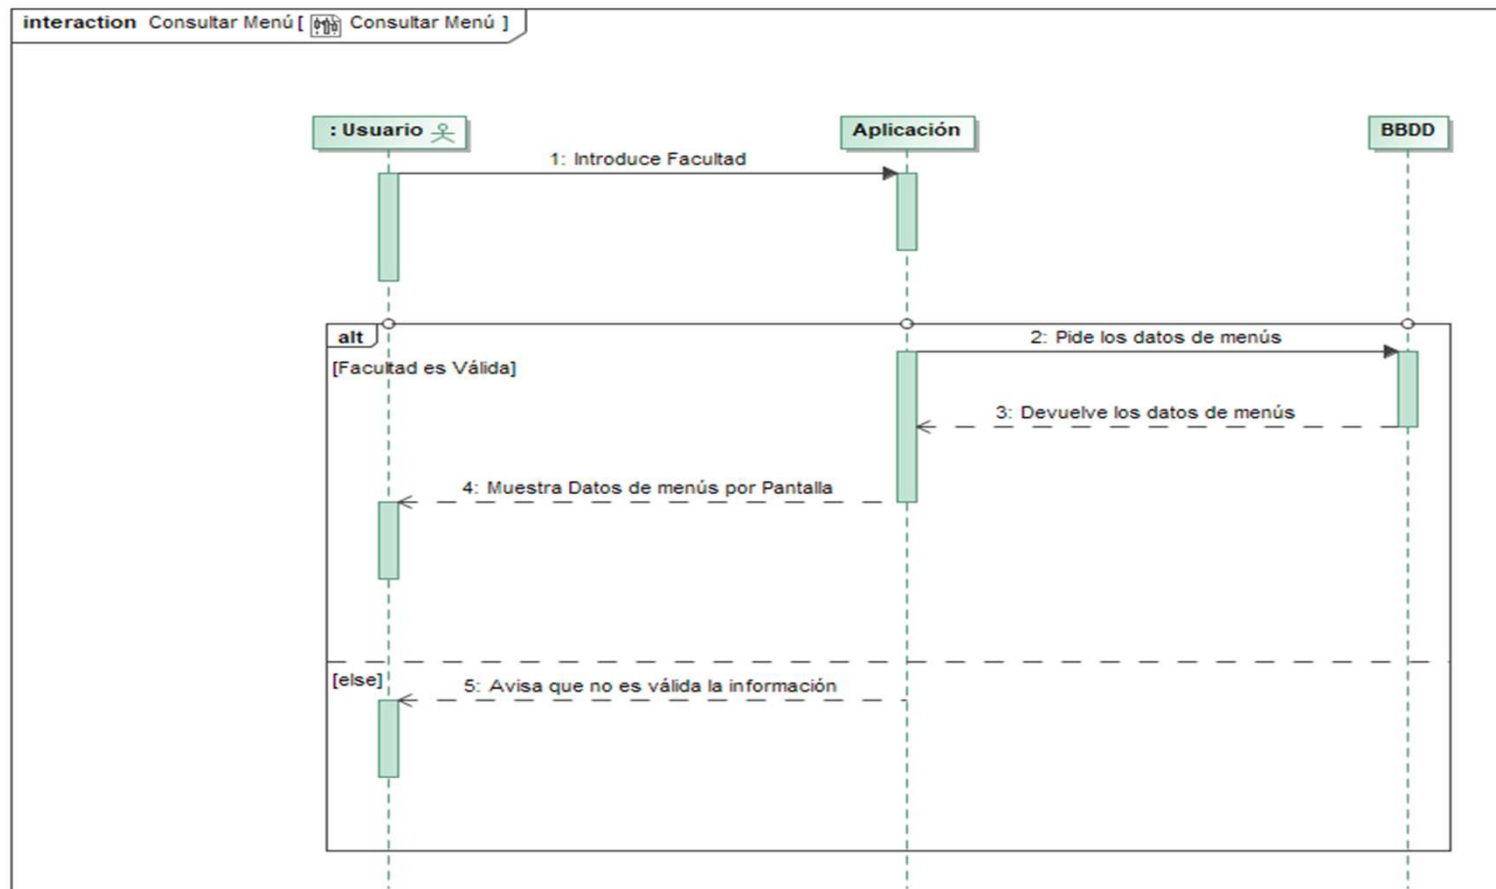 interaction Consultar Menú [ Consultar Menú ]
: Usuario
Aplicación
BBDD
1: Introduce Facultad
alt
2: Pide los datos de menús
[Facultad es Válida]
3: Devuelve los datos de menús
4: Muestra Datos de menús por Pantalla
[else]
5: Avisa que no es válida la información